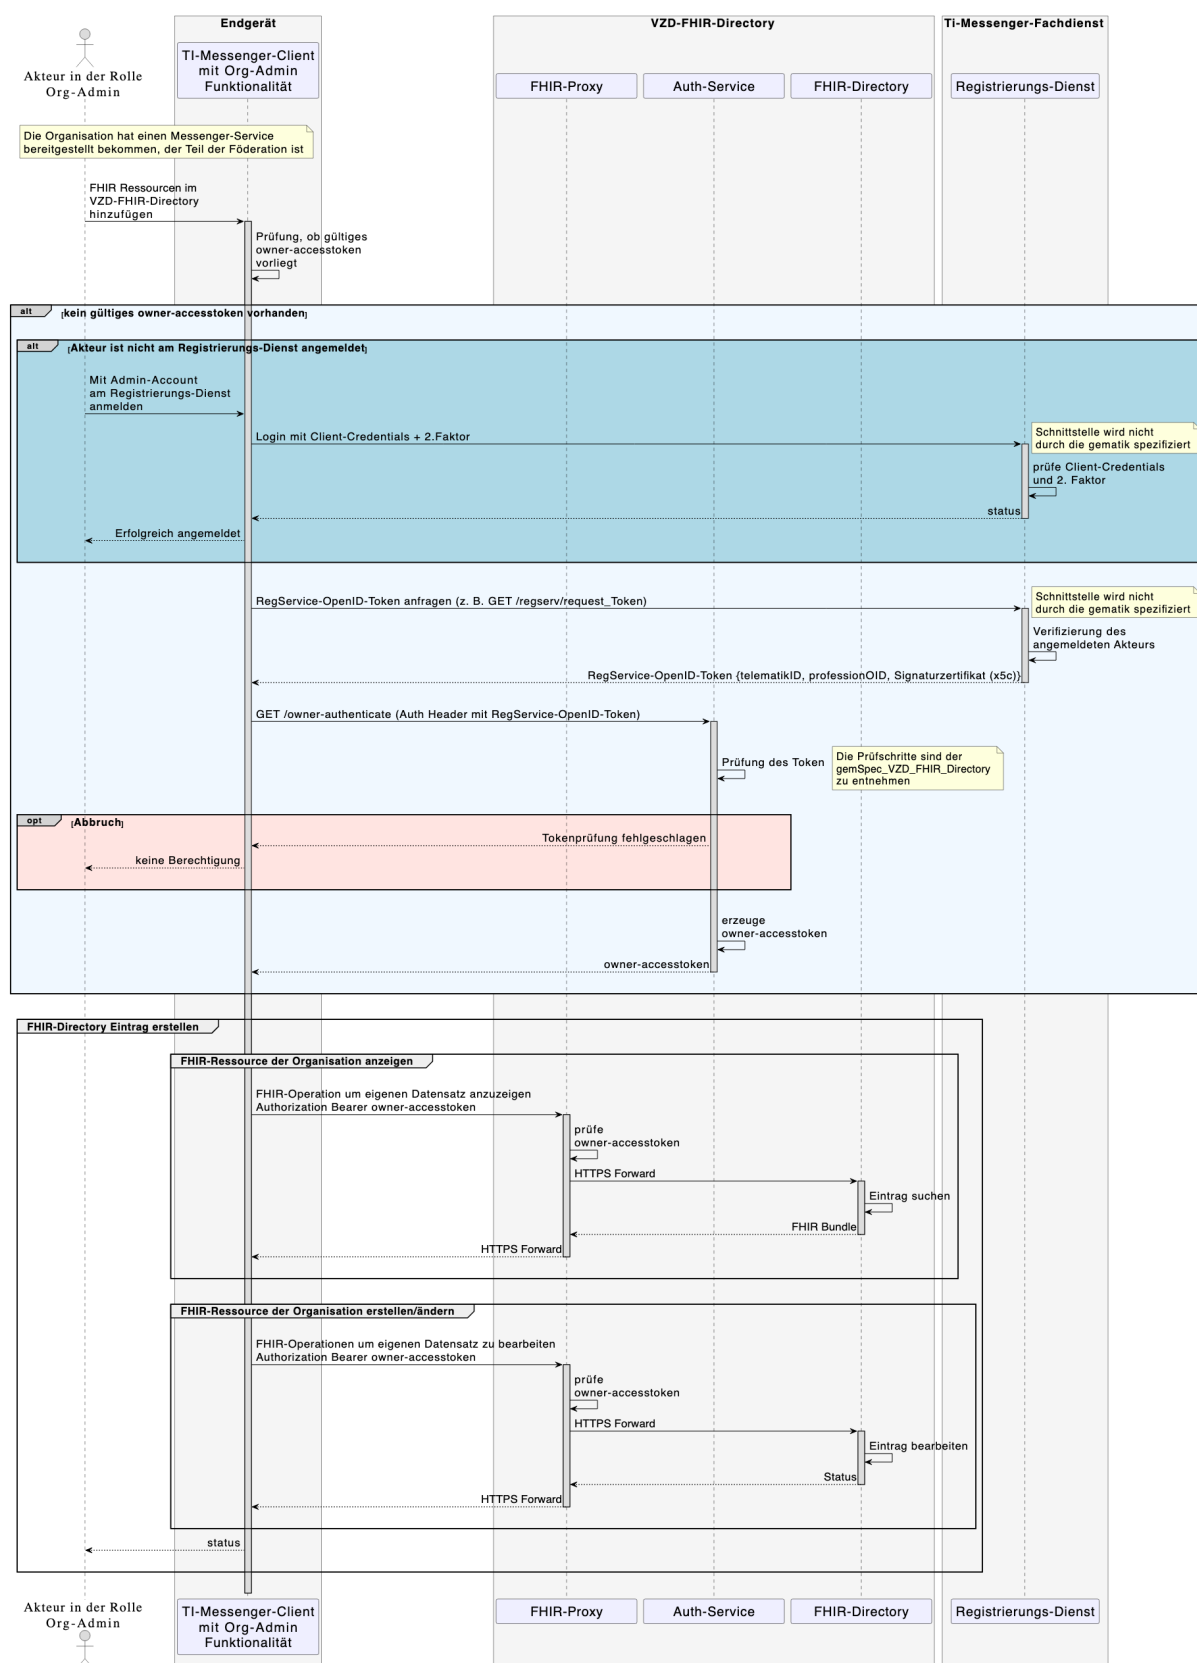 Endgerät
VZD-FHIR-Directory
Ti-Messenger-Fachdienst
Akteur in der Rolle
Org-Admin
TI-Messenger-Client
mit Org-Admin
Funktionalität
FHIR-Proxy
Auth-Service
FHIR-Directory
Registrierungs-Dienst
Die Organisation hat einen Messenger-Service
bereitgestellt bekommen, der Teil der Föderation ist
FHIR Ressourcen im
VZD-FHIR-Directory
hinzufügen
Prüfung, ob gültiges
owner-accesstoken
vorliegt
alt
[kein gültiges owner-accesstoken vorhanden]
alt
[Akteur ist nicht am Registrierungs-Dienst angemeldet]
Mit Admin-Account
am Registrierungs-Dienst
anmelden
Login mit Client-Credentials + 2.Faktor
Schnittstelle wird nicht
durch die gematik spezifiziert
prüfe Client-Credentials
und 2. Faktor
status
Erfolgreich angemeldet
RegService-OpenID-Token anfragen (z. B. GET /regserv/request_Token)
Schnittstelle wird nicht
durch die gematik spezifiziert
Verifizierung des
angemeldeten Akteurs
RegService-OpenID-Token {telematikID, professionOID, Signaturzertifikat (x5c)}
GET /owner-authenticate (Auth Header mit RegService-OpenID-Token)
Prüfung des Token
Die Prüfschritte sind der
gemSpec_VZD_FHIR_Directory
zu entnehmen
opt
[Abbruch]
Tokenprüfung fehlgeschlagen
keine Berechtigung
erzeuge
owner-accesstoken
owner-accesstoken
FHIR-Directory Eintrag erstellen
FHIR-Ressource der Organisation anzeigen
FHIR-Operation um eigenen Datensatz anzuzeigen
Authorization Bearer owner-accesstoken
prüfe
owner-accesstoken
HTTPS Forward
Eintrag suchen
FHIR Bundle
HTTPS Forward
FHIR-Ressource der Organisation erstellen/ändern
FHIR-Operationen um eigenen Datensatz zu bearbeiten
Authorization Bearer owner-accesstoken
prüfe
owner-accesstoken
HTTPS Forward
Eintrag bearbeiten
Status
HTTPS Forward
status
Akteur in der Rolle
Org-Admin
TI-Messenger-Client
mit Org-Admin
Funktionalität
FHIR-Proxy
Auth-Service
FHIR-Directory
Registrierungs-Dienst